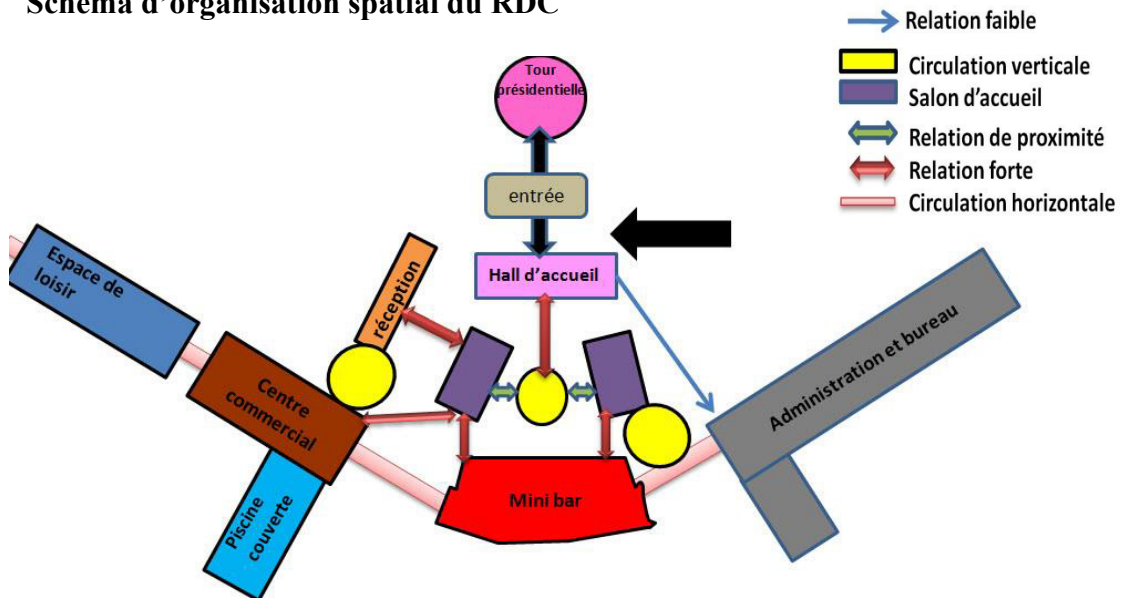 Schéma d'organisation spatial du RDC
Relation faible
Circulation verticale
Salon d'accueil
Relation de proximité
Relation forte
Circulation horizontale
Tour
présidentielle
entrée
Hall d'accueil
Espace de
loisir
réception
Centre
commercial
Piscine
couverte
Mini bar
Administration et bureau